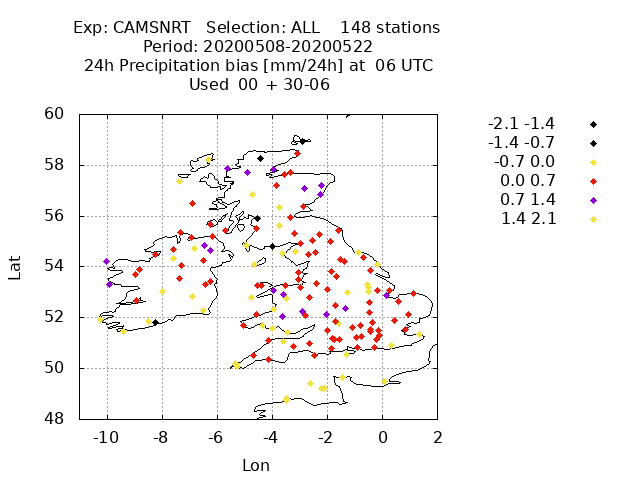 Exp: CAMSNRT   Selection: ALL    148 stations
Period: 20200508-20200522
24h Precipitation bias [mm/24h] at  06 UTC
Used  00 + 30-06
60
58
56
54
52
50
48
-10 -8 -6 -4 -2 0 2
Lat
Lon
-2.1 -1.4
-1.4 -0.7
-0.7 0.0
0.0 0.7
0.7 1.4
1.4 2.1